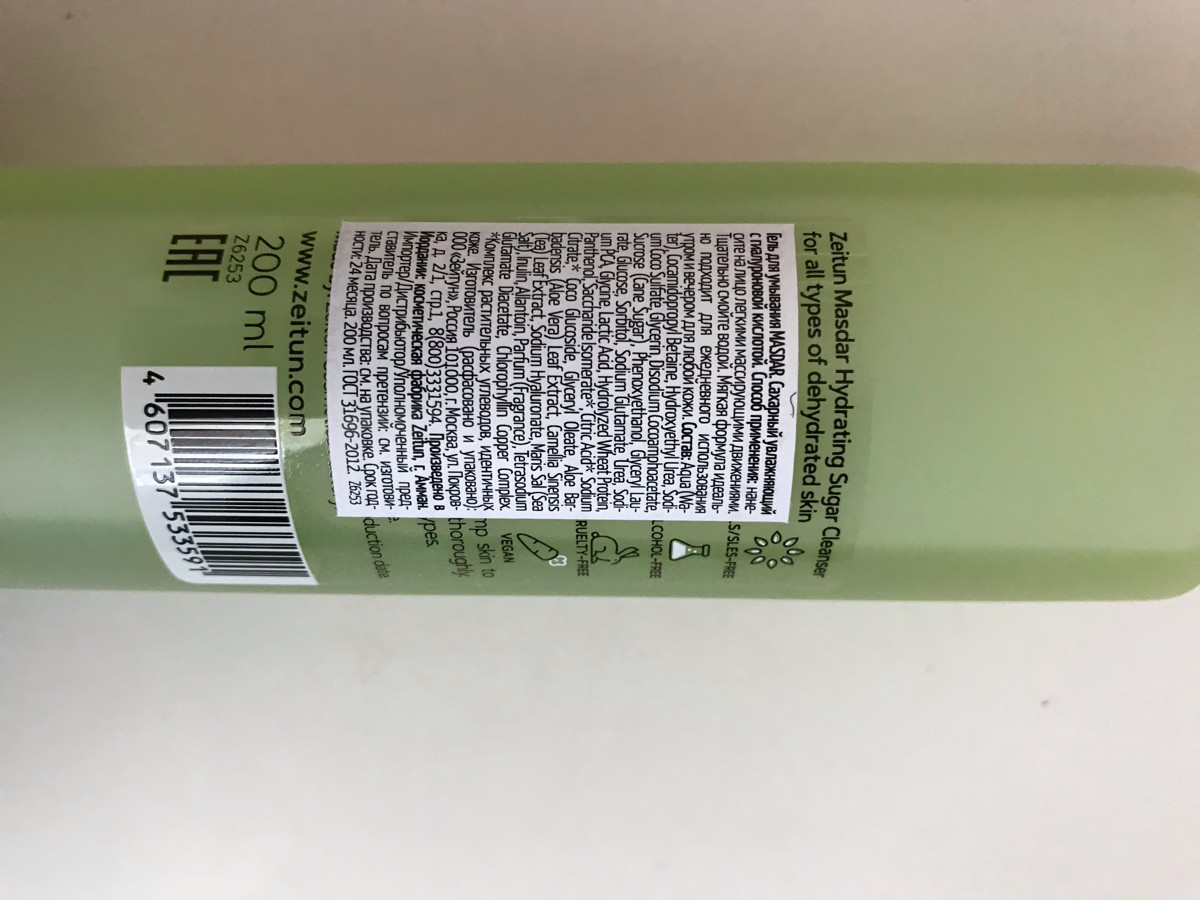 Zeitun Masdar Hydrating Sugar Cleanser
for all types of dehydrated skin
Гель для умывания MASDAR. Сахарный увлажняющий
с гиалуроновой кислотой. Способ применения: нане-
сите на лицо легкими массирующими движениями.
Тщательно смойте водой. Мягкая формула идеаль-
но подходит для ежедневного использования
утром и вечером для любой кожи. Состав: Aqua (Wa-
ter), Cocamidopropyl Betaine, Hydroxyethyl Urea, Sodi-
um Coco Sulfate, Glycerin, Disodium Cocoamphoacetate,
Sucrose (Cane Sugar), Phenoxyethanol, Glyceryl Lau-
rate, Glucose, Sorbitol, Sodium Glutamate, Urea, Sodi-
um PCA, Glycine, Lactic Acid, Hydrolyzed Wheat Protein,
Panthenol, Saccharide Isomerate*, Citric Acid*, Sodium
Citrate,* Coco Glucoside, Glyceryl Oleate, Aloe Bar-
badensis (Aloe Vera) Leaf Extract, Camellia Sinensis
(Tea) Leaf Extract, Sodium Hyaluronate, Maris Sal (Sea
Salt), Inulin, Allantoin, Parfum (Fragrance), Tetrasodium
Glutamate Diacetate, Chlorophyllin Copper Complex.
*Комплекс растительных углеводов, идентичных
коже. Изготовитель (расфасовано и упаковано):
ООО «Зейтун», Россия 101000, г. Москва, ул. Покров-
ка, д. 2/1, стр.1, 8(800)3331594. Произведено в
Иордании: косметическая фабрика Zeitun, г. Амман.
Импортер/Дистрибьютор/Уполномоченный пред-
ставитель по вопросам претензий: см. изготови-
тель. Дата производства: см. на упаковке. Срок год-
ности: 24 месяца. 200 мл. ГОСТ 31696-2012. Z6253
S/SLES-FREE
COHOL-FREE
RUELTY-FREE
VEGAN
mp skin to
thoroughly.
ypes.
duction date.
www.zeitun.com
200 ml
Z6253
EAC
4 607137 533591